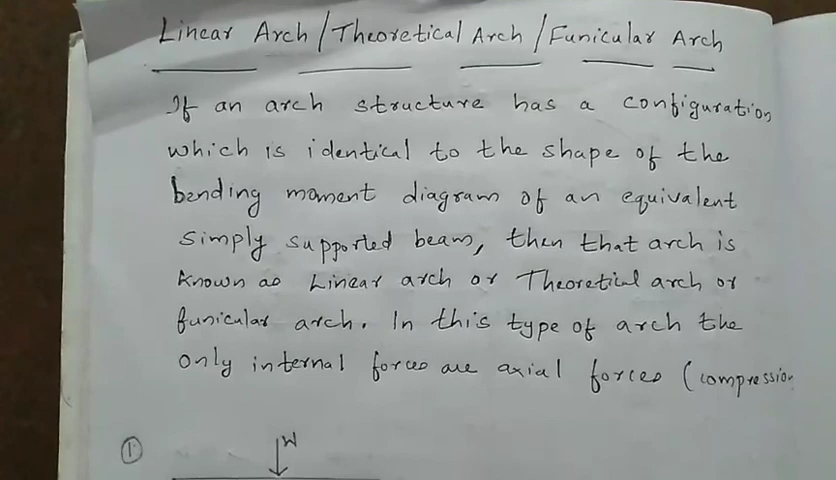 Linear Arch/Theoretical Arch/Funicular Arch
If an arch structure has a configuration
which is identical to the shape of the
bending moment diagram of an equivalent
simply supported beam, then that arch is
known as Linear arch or Theoretical arch or
funicular arch. In this type of arch the
only internal forces are axial forces (compression
① W